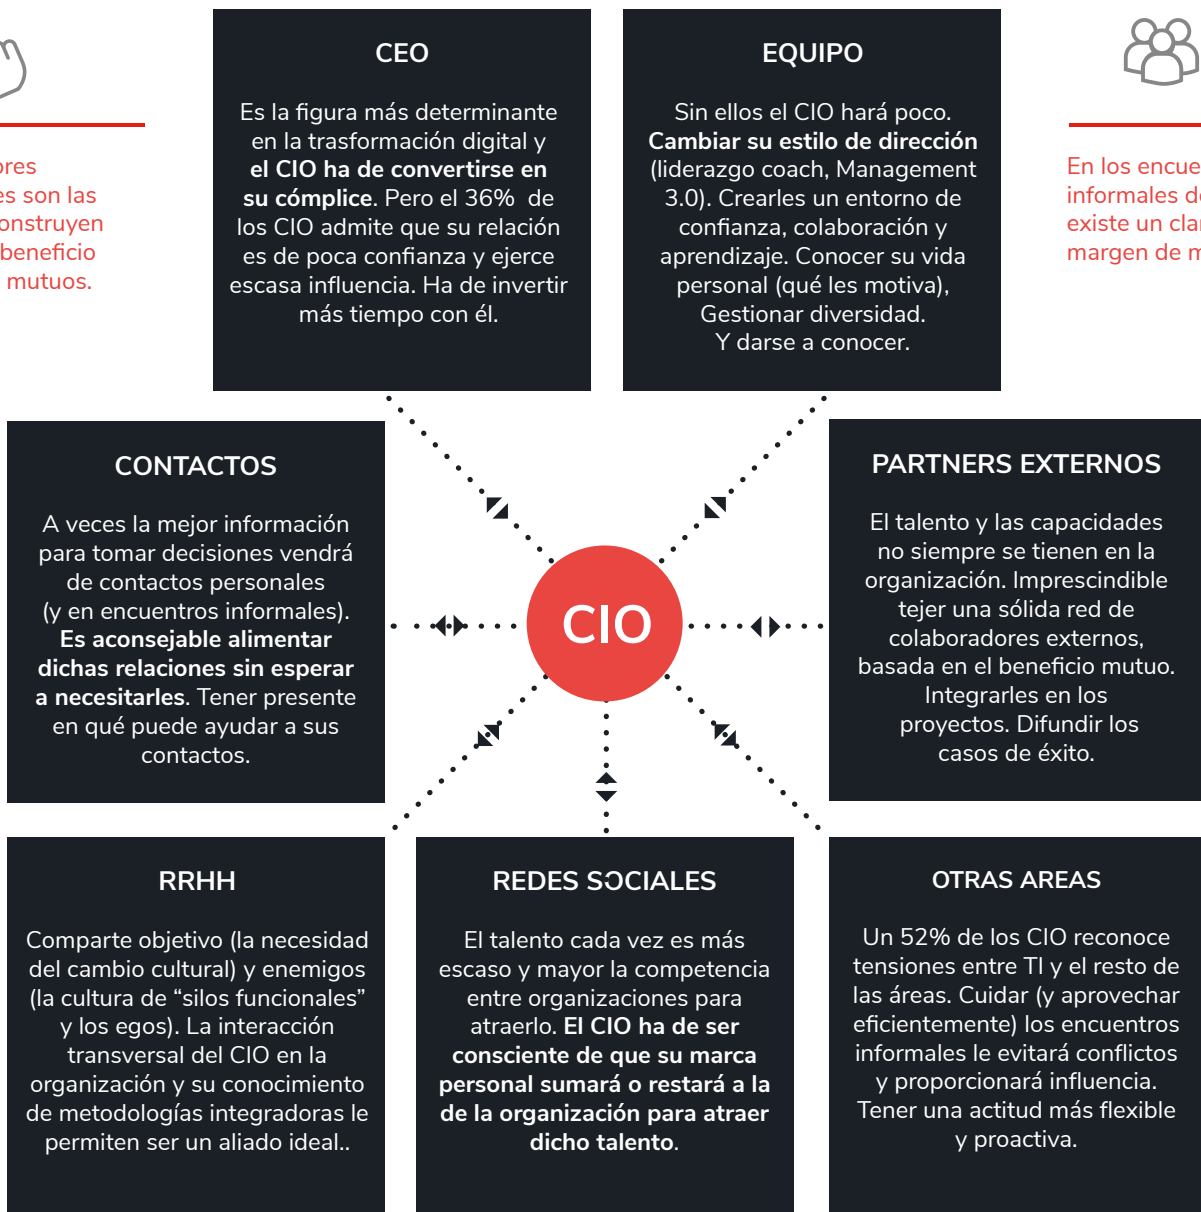 CEO
Es la figura más determinante
en la trasformación digital y
el CIO ha de convertirse en
su cómplice. Pero el 36% de
los CIO admite que su relación
es de poca confianza y ejerce
escasa influencia. Ha de invertir
más tiempo con él.
EQUIPO
Sin ellos el CIO hará poco.
Cambiar su estilo de dirección
(liderazgo coach, Management
3.0). Crearles un entorno de
confianza, colaboración y
aprendizaje. Conocer su vida
personal (qué les motiva),
Gestionar diversidad.
Y darse a conocer.
son las
beneficio
mutuos.
En los
informales
existe un
margen de
CONTACTOS
A veces la mejor información
para tomar decisiones vendrá
de contactos personales
(y en encuentros informales).
Es aconsejable alimentar
dichas relaciones sin esperar
a necesitarles. Tener presente
en qué puede ayudar a sus
contactos.
CIO
PARTNERS EXTERNOS
El talento y las capacidades
no siempre se tienen en la
organización. Imprescindible
tejer una sólida red de
colaboradores externos,
basada en el beneficio mutuo.
Integrarles en los
proyectos. Difundir los
casos de éxito.
RRHH
Comparte objetivo (la necesidad
del cambio cultural) y enemigos
(la cultura de “silos funcionales”
y los egos). La interacción
transversal del CIO en la
organización y su conocimiento
de metodologías integradoras le
permiten ser un aliado ideal..
REDES SOCIALES
El talento cada vez es más
escaso y mayor la competencia
entre organizaciones para
atraerlo. El CIO ha de ser
consciente de que su marca
personal sumará o restará a la
de la organización para atraer
dicho talento.
OTRAS AREAS
Un 52% de los CIO reconoce
tensiones entre TI y el resto de
las áreas. Cuidar (y aprovechar
eficientemente) los encuentros
informales le evitará conflictos
y proporcionará influencia.
Tener una actitud más flexible
y proactiva.